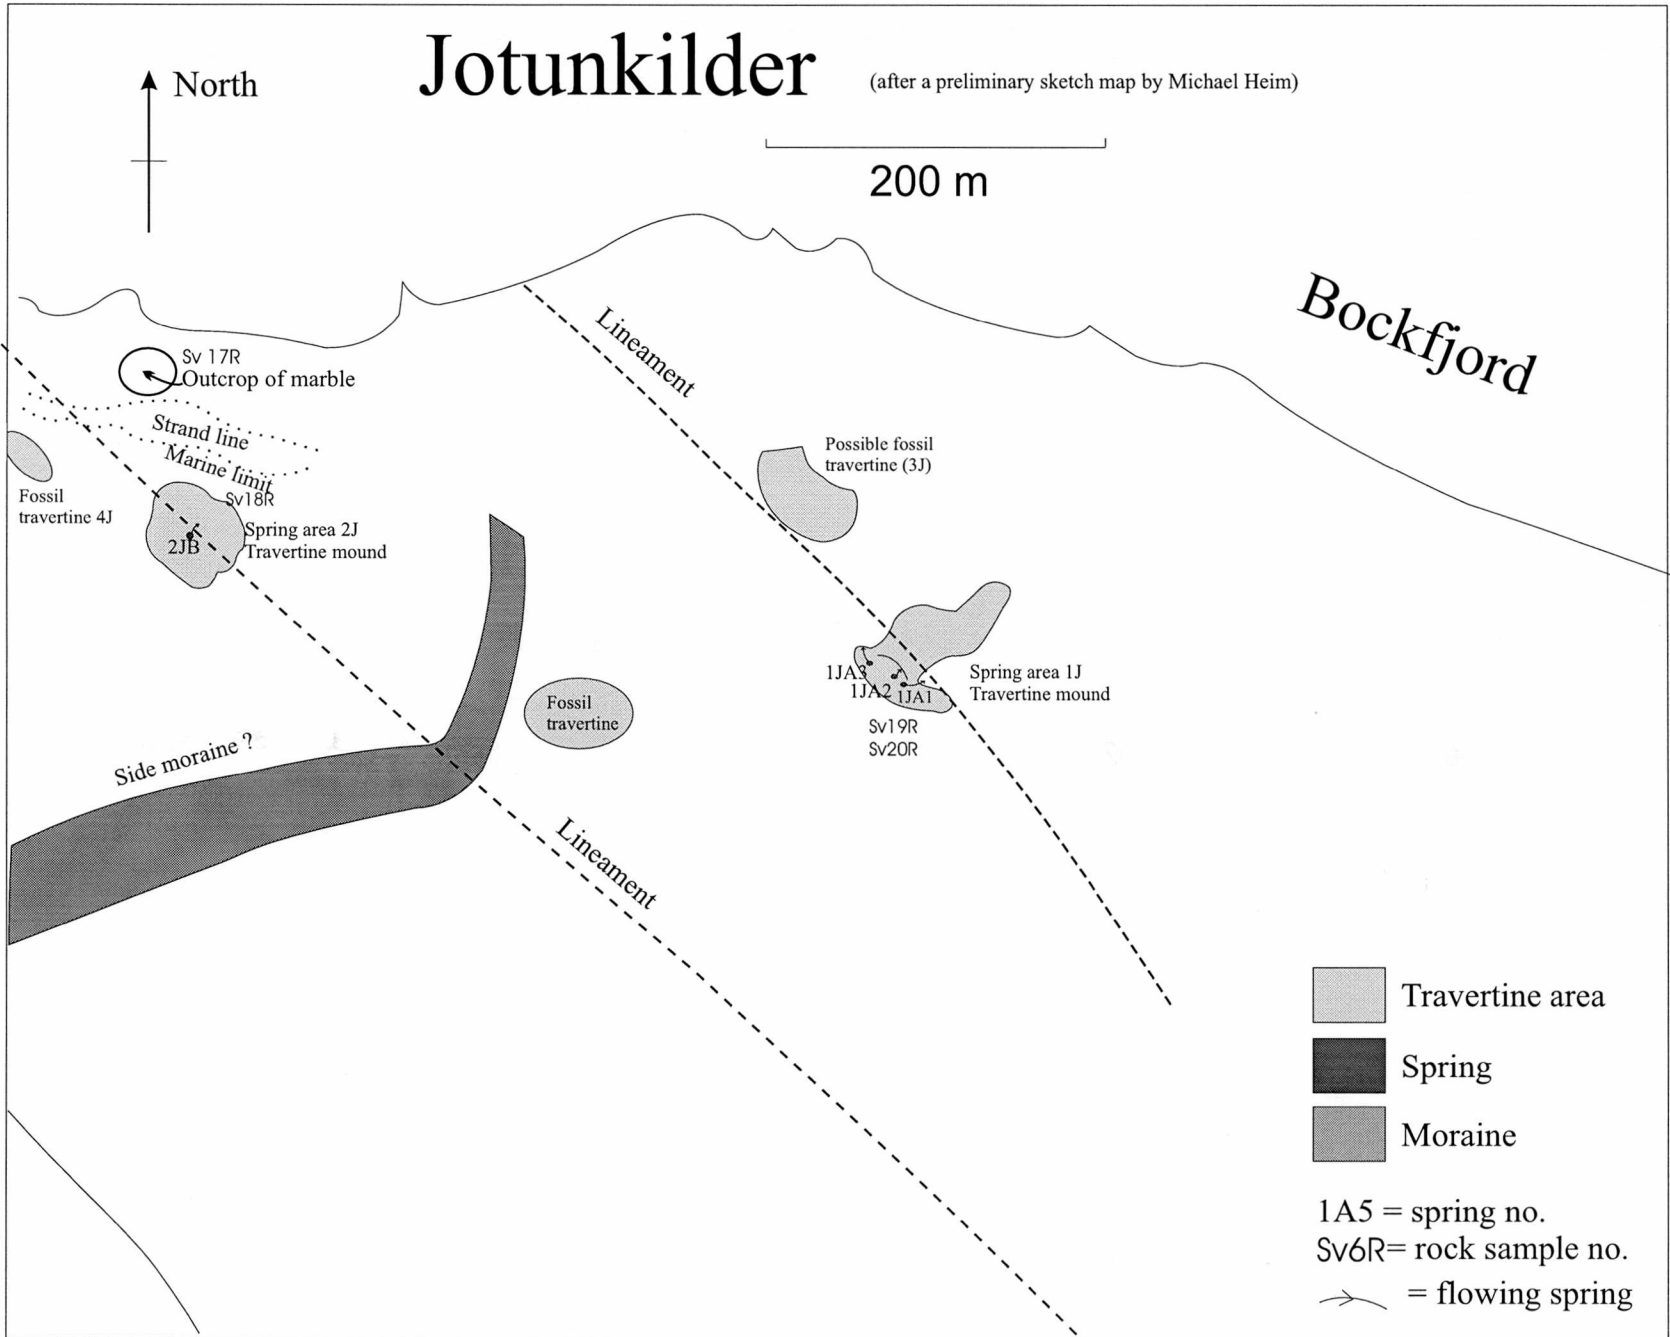 Jotunkilder
(after a preliminary sketch map by Michael Heim)
North
200 m
Bockfjord
Lineament
Sv 17R
Outcrop of marble
Strand line
Marine limit
Possible fossil
travertine (3J)
Fossil
travertine 4J
Sv18R
Spring area 2J
Travertine mound
2JB
1JA3
1JA2
1JA1
Spring area 1J
Travertine mound
Sv19R
Sv20R
Fossil
travertine
Side moraine ?
Lineament
Travertine area
Spring
Moraine
1A5 = spring no.
Sv6R= rock sample no.
= flowing spring